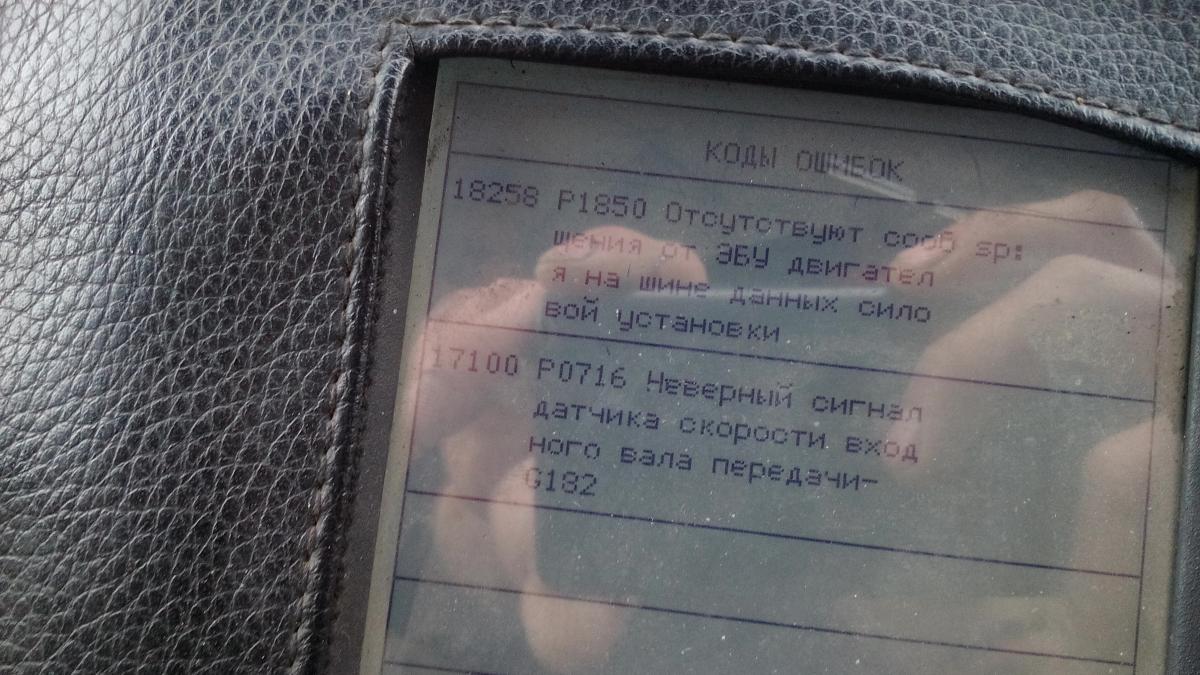 КОДЫ ОШИБОК
18258 P1850 Отсутствуют сооб sp:
щения от ЭБУ двигател
я на шине данных сило
вой установки
17100 P0716 Неверный сигнал
датчика скорости вход
ного вала передачи-
G182